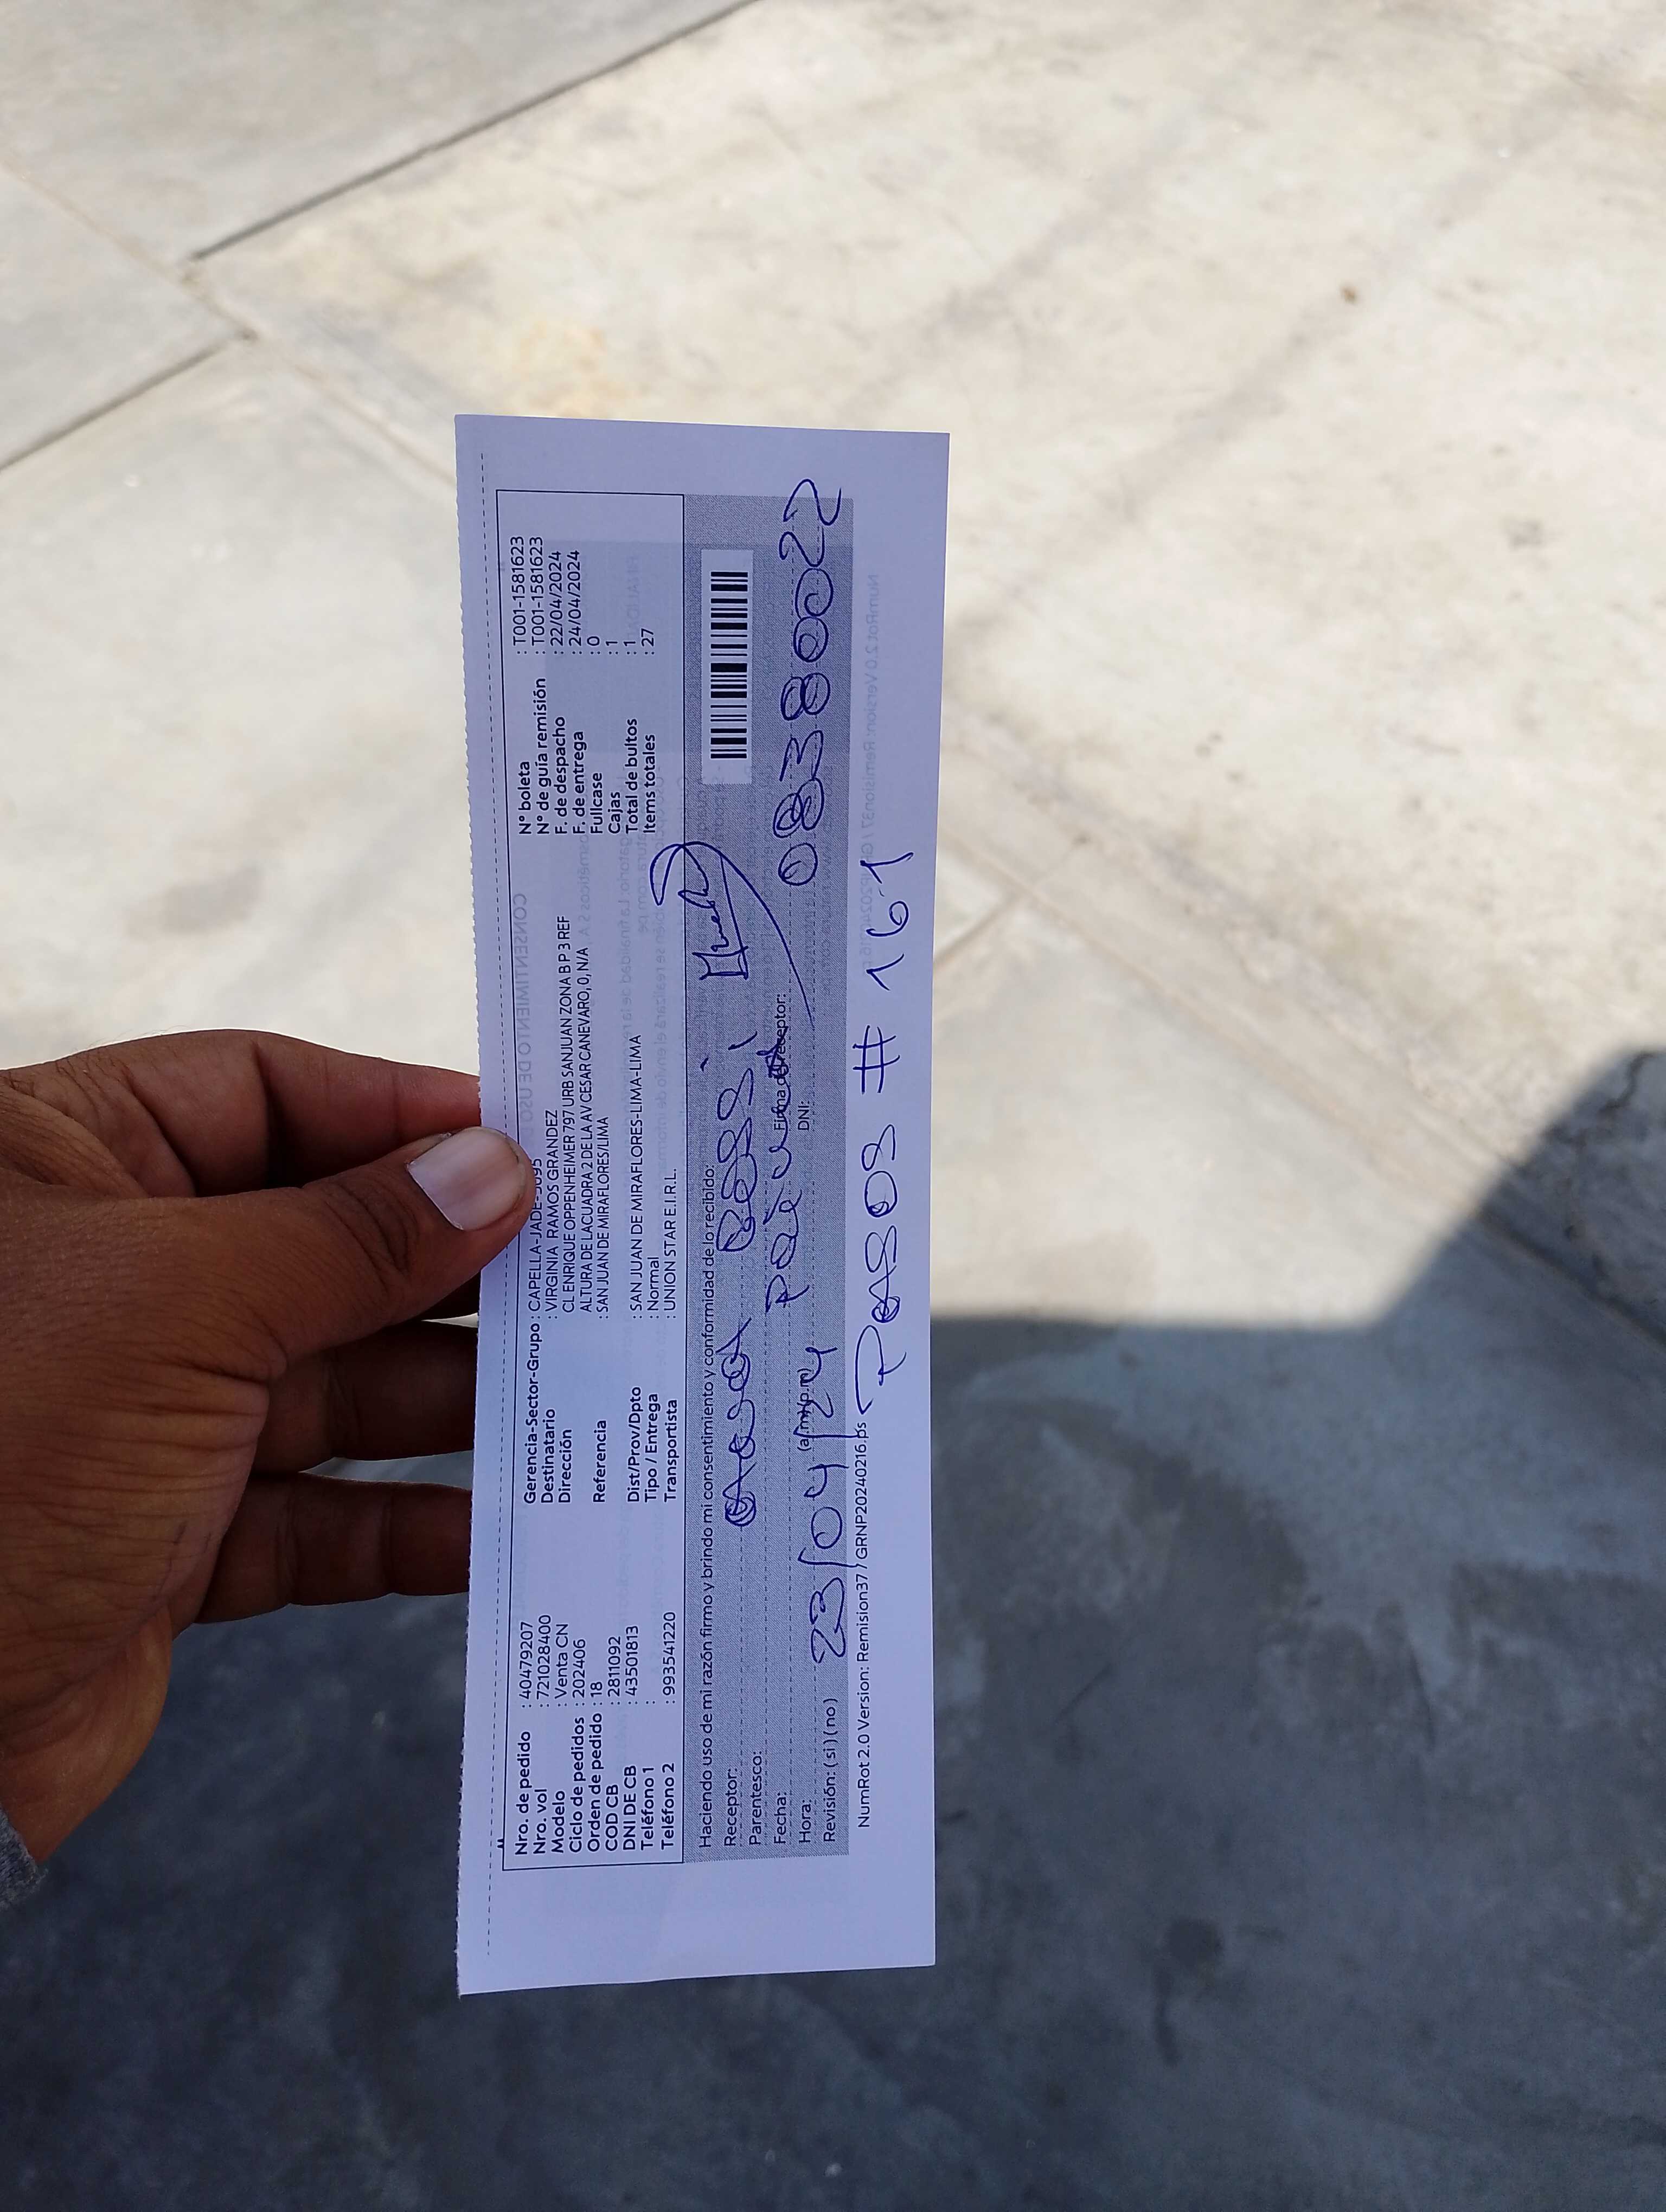 Nro. de pedido : 40479207
Nro. vol : 721028400
Modelo : Venta CN
Ciclo de pedidos : 202406
Orden de pedido : 18
COD CB : 2811092
DNI DE CB : 43501813
Teléfono 1 :
Teléfono 2 : 993541220
Gerencia-Sector-Grupo : CAPELLA-JADE-
Destinatario : VIRGINIA RAMOS GRANDEZ
Dirección CL ENRIQUE OPPENHEIMER 797 URB SANJUAN ZONA B P 3 REF
ALTURA DE LACUADRA 2 DE LA AV CESAR CANEVARO, 0, N/A
Referencia : SAN JUAN DE MIRAFLORES/LIMA
Dist/Prov/Dpto : SAN JUAN DE MIRAFLORES-LIMA-LIMA
Tipo / Entrega : Normal
Transportista : UNION STAR E.I.R.L.
N° boleta : T001-1581623
N° de guía remisión : T001-1581623
F. de despacho : 22/04/2024
F. de entrega : 24/04/2024
Fullcase : 0
Cajas : 1
Total de bultos : 1
Items totales : 27
Haciendo uso de mi razón firmo y brindo mi consentimiento y conformidad de lo recibido:
Receptor:
Parentesco:
Fecha: Firma de receptor:
Hora: (a.m)(p.m) DNI: 08380022
Revisión: (si) (no) 23/04/24
NumRot 2.0 Version: Remision37 / GRNP20240216.ps
# 161